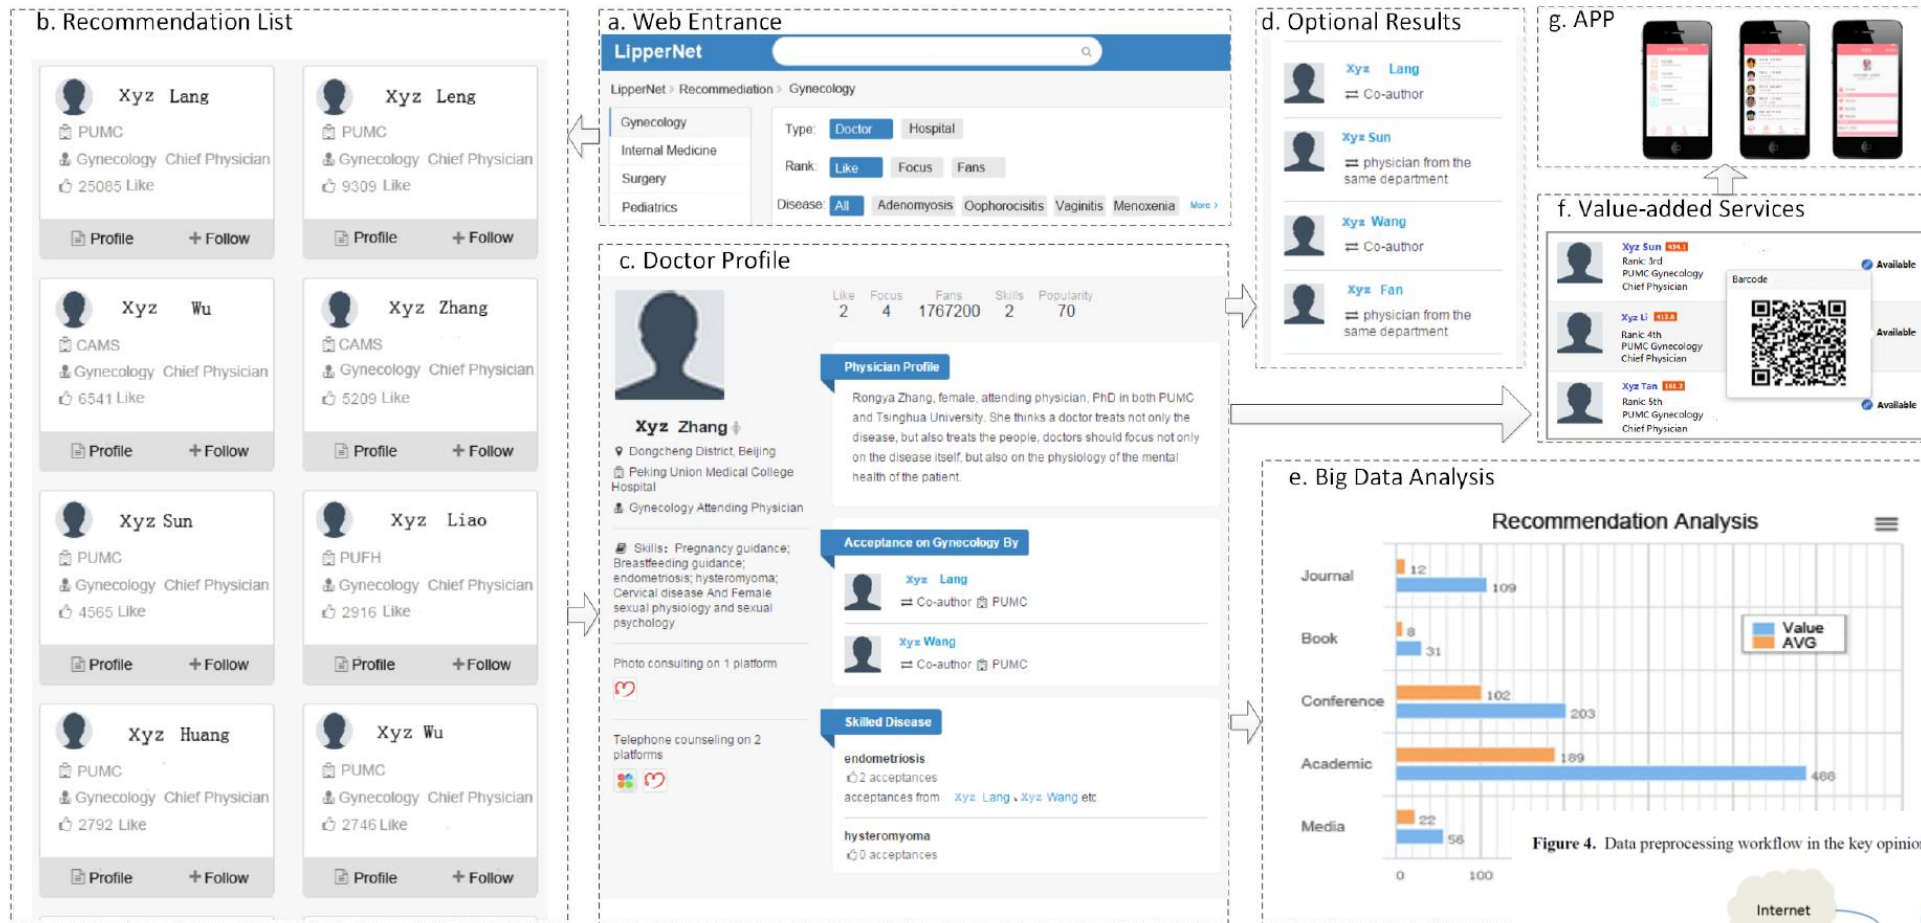 b. Recommendation List
Xyz Lang
PUMC
Gynecology Chief Physician
25085 Like
Profile + Follow
Xyz Leng
PUMC
Gynecology Chief Physician
9309 Like
Profile + Follow
Xyz Wu
CAMS
Gynecology Chief Physician
6541 Like
Profile + Follow
Xyz Zhang
CAMS
Gynecology Chief Physician
5209 Like
Profile + Follow
Xyz Sun
PUMC
Gynecology Chief Physician
4565 Like
Profile + Follow
Xyz Liao
PUFH
Gynecology Chief Physician
2916 Like
Profile + Follow
Xyz Huang
PUMC
Gynecology Chief Physician
2792 Like
Profile + Follow
Xyz Wu
PUMC
Gynecology Chief Physician
2746 Like
Profile + Follow
a. Web Entrance
LipperNet
LipperNet > Recommediation > Gynecology
Gynecology
Internal Medicine
Surgery
Pediatrics
Type: Doctor Hospital
Rank: Like Focus Fans
Disease: All Adenomyosis Oophorocisitis Vaginitis Menoxenia More >
c. Doctor Profile
Xyz Zhang
Dongcheng District, Beijing
Peking Union Medical College
Hospital
Gynecology Attending Physician
Skills: Pregnancy guidance;
Breastfeeding guidance;
endometriosis; hysteromyoma;
Cervical disease And Female
sexual physiology and sexual
psychology
Photo consulting on 1 platform
Telephone counseling on 2
platforms
Like Focus Fans Skills Popularity
2 4 1767200 2 70
Physician Profile
Rongya Zhang, female, attending physician, PhD in both PUMC
and Tsinghua University. She thinks a doctor treats not only the
disease, but also treats the people, doctors should focus not only
on the disease itself, but also on the physiology of the mental
health of the patient.
Acceptance on Gynecology By
Xyz Lang
Co-author PUMC
Xyz Wang
Co-author PUMC
Skilled Disease
endometriosis
2 acceptances
acceptances from Xyz Lang、Xyz Wang etc.
hysteromyoma
0 acceptances
d. Optional Results
Xyz Lang
Co-author
Xyz Sun
physician from the
same department
Xyz Wang
Co-author
Xyz Fan
physician from the
same department
g. APP
f. Value-added Services
Xyz Sun 434.1
Rank: 3rd
PUMC Gynecology
Chief Physician
Available
Xyz Li 412.8
Rank: 4th
PUMC Gynecology
Chief Physician
Available
Xyz Tan
Rank: 5th
PUMC Gynecology
Chief Physician
Available
Barcode
e. Big Data Analysis
Recommendation Analysis
Journal
12
109
Book
8
31
Conference
102
203
Academic
189
488
Media
22
56
Value
AVG
0 100
Figure 4. Data preprocessing workflow in the key opinion
Internet